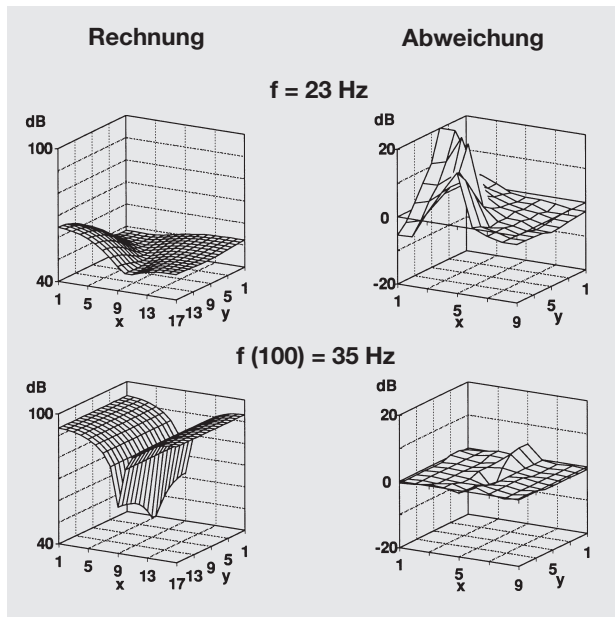 Rechnung Abweichung
f = 23 Hz
dB
100
40
1 5 9 13 17
x
13 9 5 1
y
dB
20
0
-20
1 5 9
x
5 1
y
f (100) = 35 Hz
dB
100
40
1 5 9 13 17
x
13 9 5 1
y
dB
20
0
-20
1 5 9
x
5 1
y